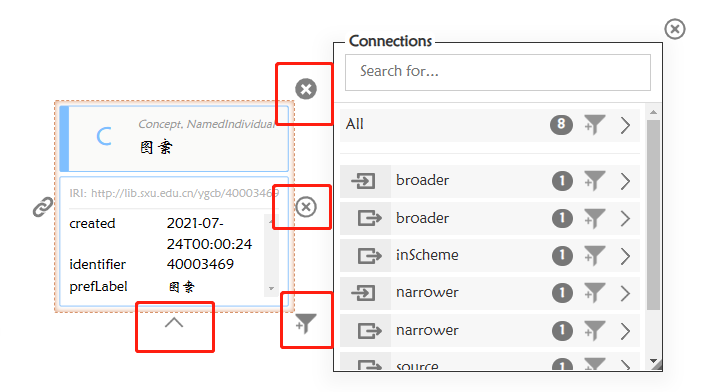 Connections
Search for...
All 8
broader 1
broader 1
inScheme 1
narrower 1
narrower 1
source 1
C
Concept, NamedIndividual
图案
IRI: http://lib.sxu.edu.cn/ygcb/40003469
created 2021-07-
24T00:00:24
identifier 40003469
prefLabel 图案